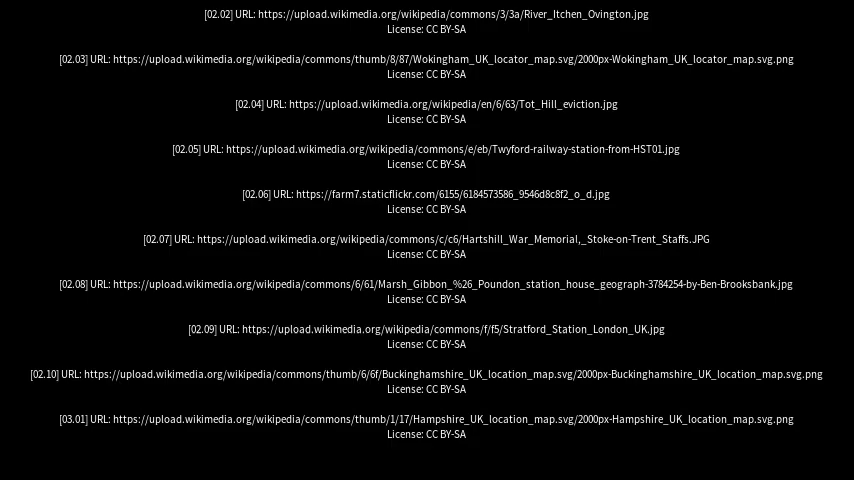 [02.02] URL: https://upload.wikimedia.org/wikipedia/commons/3/3a/River_Itchen_Ovington.jpg
License: CC BY-SA
[02.03] URL: https://upload.wikimedia.org/wikipedia/commons/thumb/8/87/Wokingham_UK_locator_map.svg/2000px-Wokingham_UK_locator_map.svg.png
License: CC BY-SA
[02.04] URL: https://upload.wikimedia.org/wikipedia/en/6/63/Tot_Hill_eviction.jpg
License: CC BY-SA
[02.05] URL: https://upload.wikimedia.org/wikipedia/commons/e/eb/Twyford-railway-station-from-HST01.jpg
License: CC BY-SA
[02.06] URL: https://farm7.staticflickr.com/6155/6184573586_9546d8c8f2_o_d.jpg
License: CC BY-SA
[02.07] URL: https://upload.wikimedia.org/wikipedia/commons/c/c6/Hartshill_War_Memorial,_Stoke-on-Trent_Staffs.JPG
License: CC BY-SA
[02.08] URL: https://upload.wikimedia.org/wikipedia/commons/6/61/Marsh_Gibbon_%26_Poundon_station_house_geograph-3784254-by-Ben-Brooksbank.jpg
License: CC BY-SA
[02.09] URL: https://upload.wikimedia.org/wikipedia/commons/f/f5/Stratford_Station_London_UK.jpg
License: CC BY-SA
[02.10] URL: https://upload.wikimedia.org/wikipedia/commons/thumb/6/6f/Buckinghamshire_UK_location_map.svg/2000px-Buckinghamshire_UK_location_map.svg.png
License: CC BY-SA
[03.01] URL: https://upload.wikimedia.org/wikipedia/commons/thumb/1/17/Hampshire_UK_location_map.svg/2000px-Hampshire_UK_location_map.svg.png
License: CC BY-SA